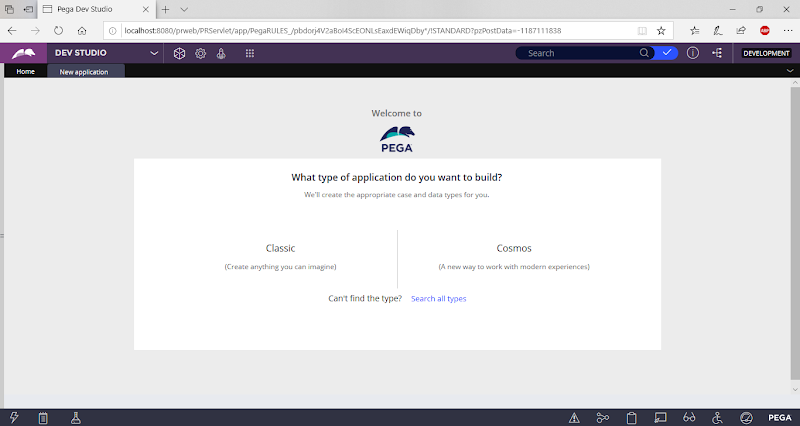 Pega Dev Studio
localhost:8080/prweb/PRServlet/app/PegaRULES_/pbdorj4V2aBoI4ScEONLsEaxdEWiqDby*/!STANDARD?pzPostData=-1187111838
DEV STUDIO
Search
DEVELOPMENT
Home
New application
Welcome to
PEGA
What type of application do you want to build?
We'll create the appropriate case and data types for you.
Classic
Cosmos
(Create anything you can imagine)
(A new way to work with modern experiences)
Can't find the type? Search all types
PEGA